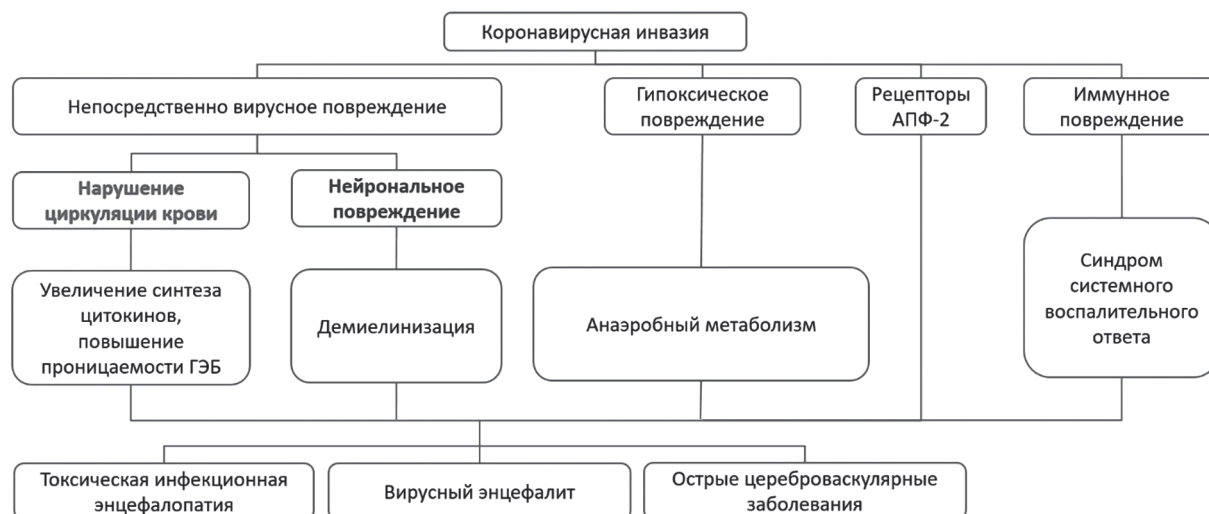 Коронавирусная инвазия
Непосредственно вирусное повреждение
Гипоксическое
повреждение
Рецепторы
АПФ-2
Иммунное
повреждение
Нарушение
циркуляции крови
Нейрональное
повреждение
Увеличение синтеза
цитокинов,
повышение
проницаемости ГЭБ
Демиелинизация
Анаэробный метаболизм
Синдром
системного
воспалительного
ответа
Токсическая инфекционная
энцефалопатия
Вирусный энцефалит
Острые цереброваскулярные
заболевания